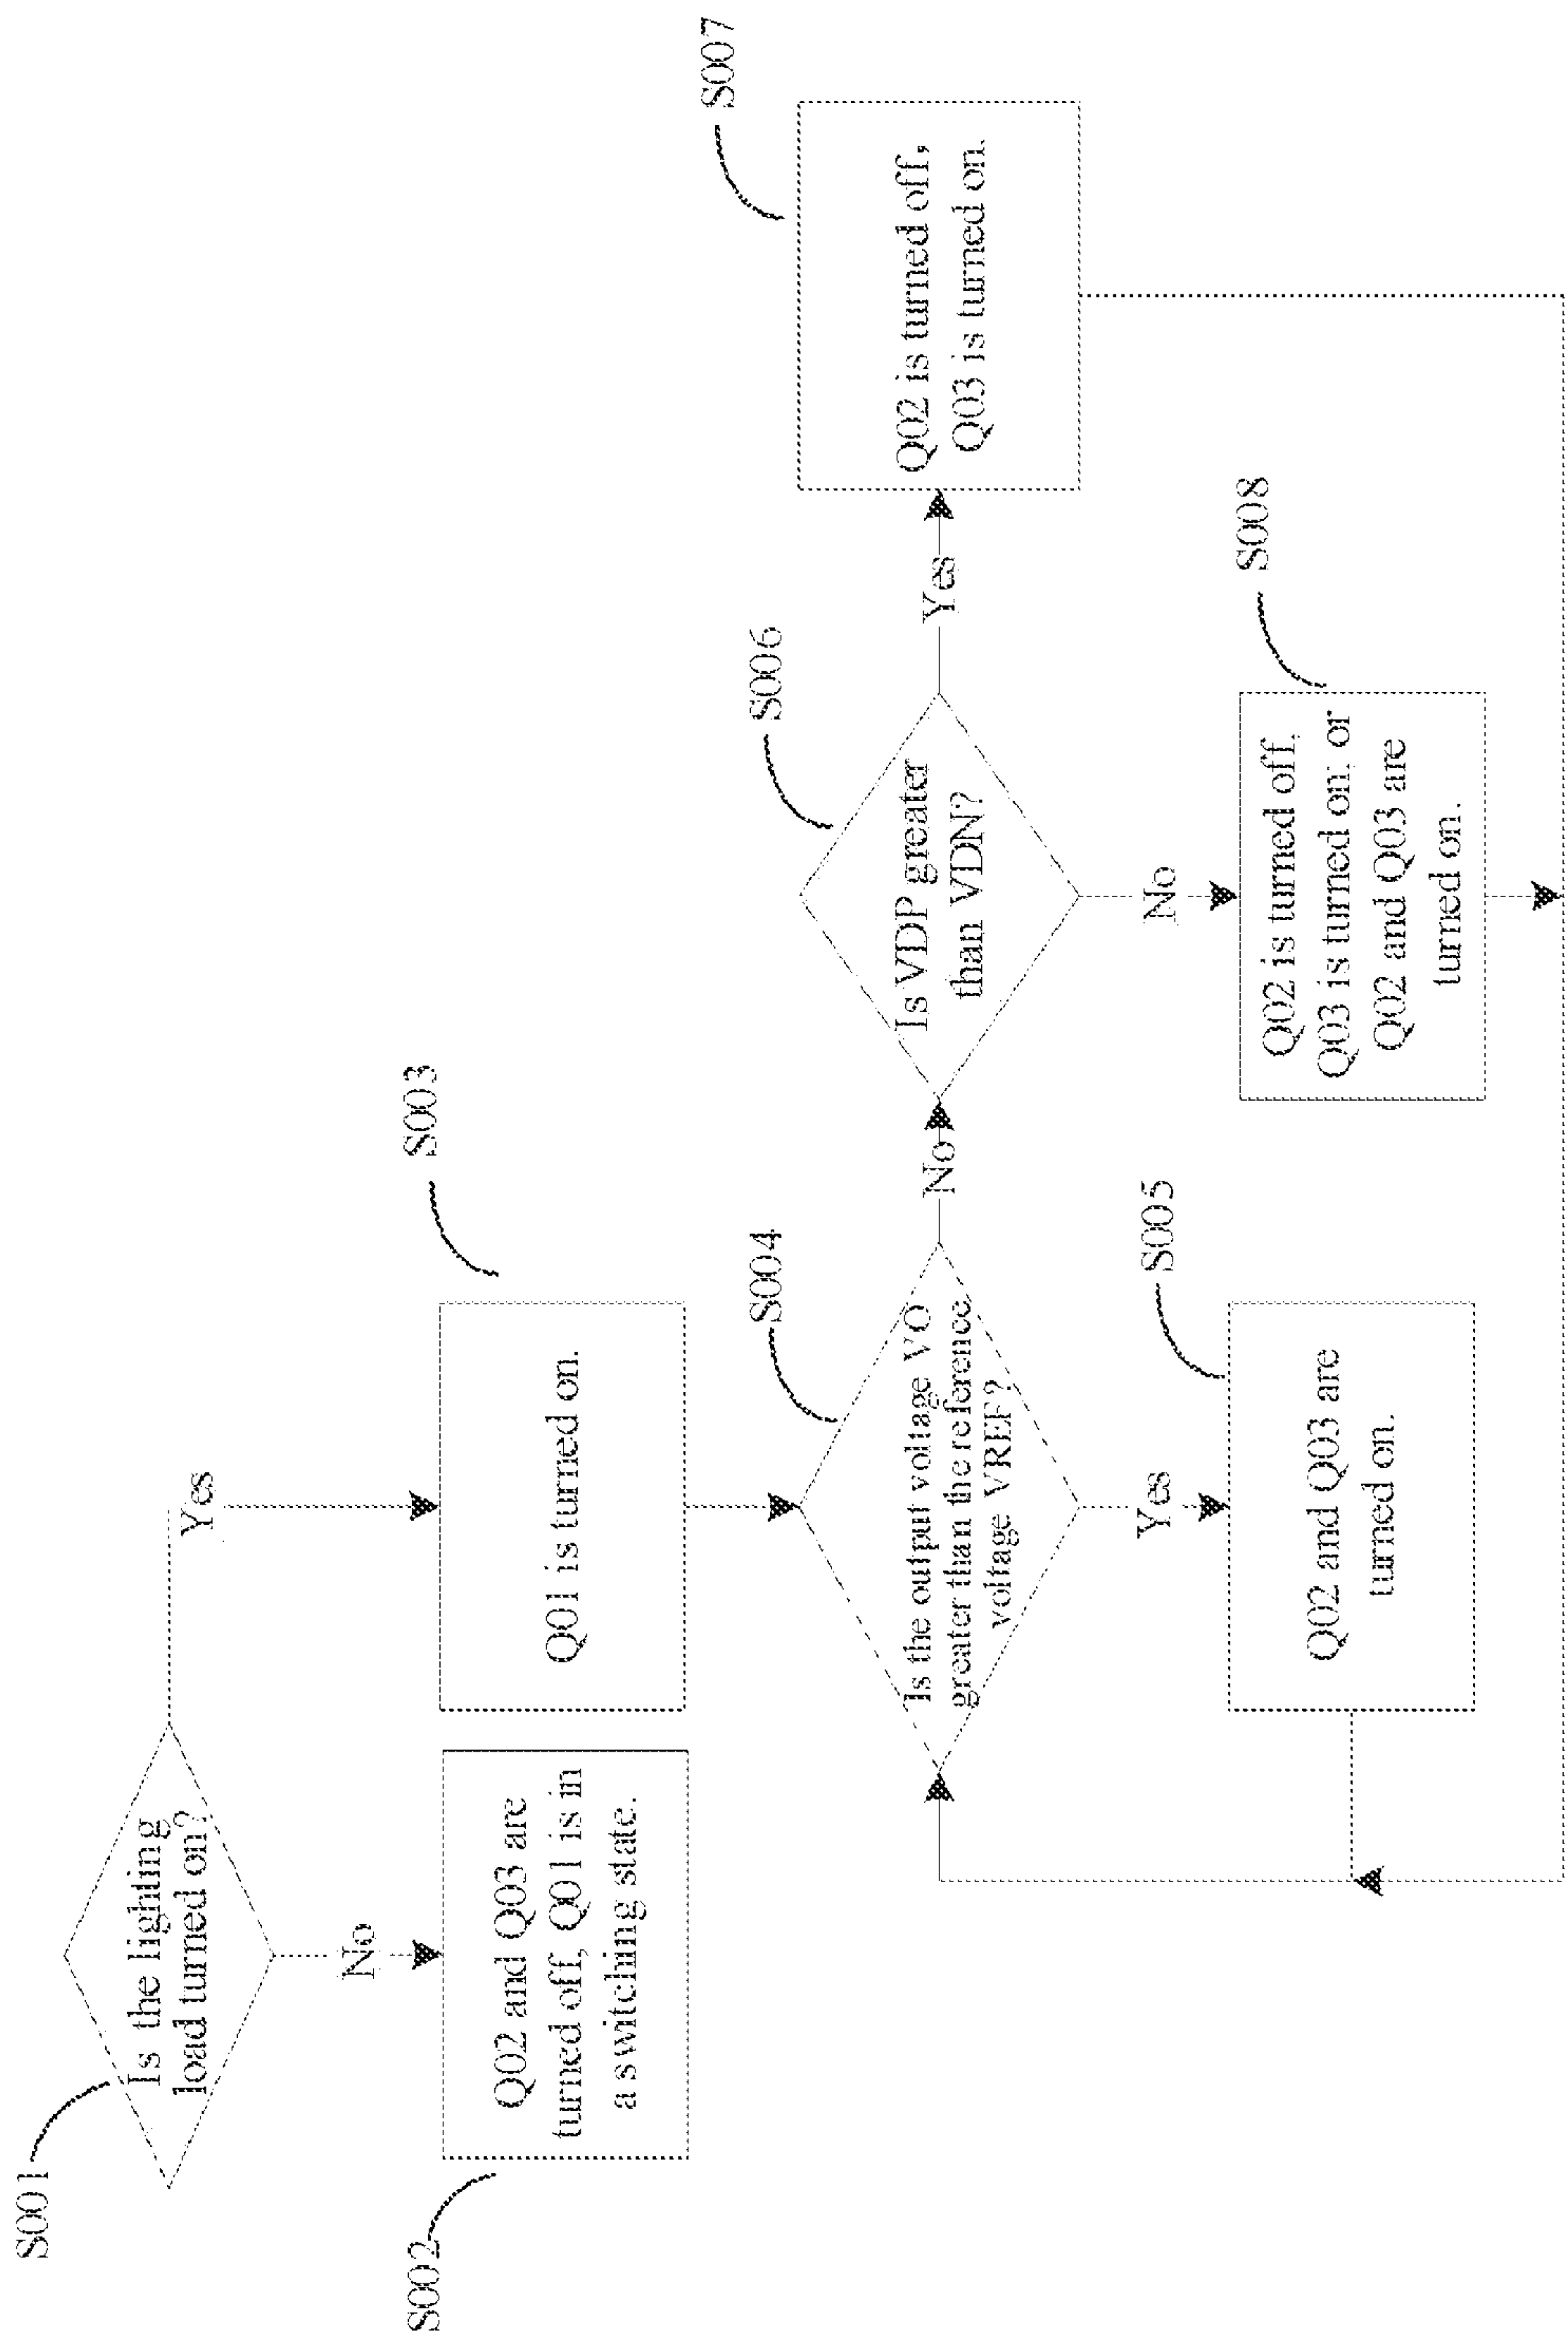 S001
Is the lighting
load turned on?
Yes
No
S002
Q02 and Q03 are
turned off, Q01 is in
a switching state.
S003
Q01 is turned on.
S004
Is the output voltage VO
greater than the reference
voltage VREF?
No
Yes
S005
Q02 and Q03 are
turned on.
S006
Is VDP greater
than VDN?
Yes
No
S007
Q02 is turned off,
Q03 is turned on.
S008
Q02 is turned off,
Q03 is turned on, or
Q02 and Q03 are
turned on.